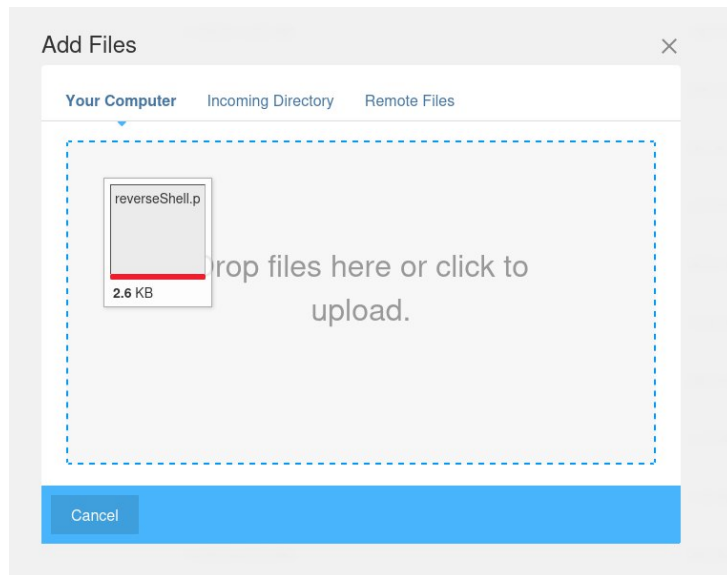 Add Files
Your Computer Incoming Directory Remote Files
reverseShell.p
Drop files here or click to
upload.
2.6 KB
Cancel